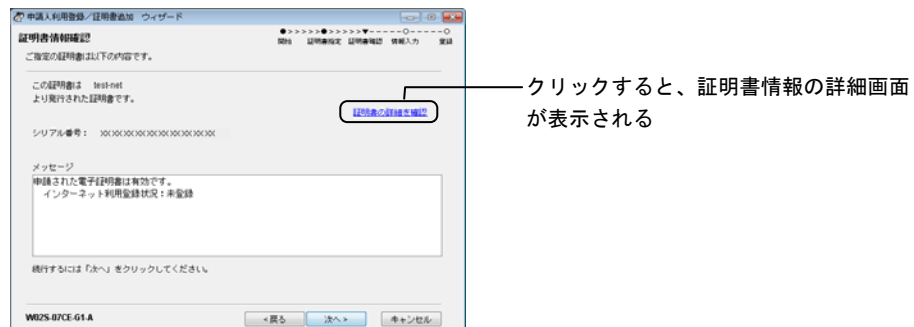 申請人利用登録／証明書追加　ウィザード
証明書情報確認
●>>>>>●>>>>>▼-----○-----○
開始　証明書指定　証明書確認　情報入力　登録
ご指定の証明書は以下の内容です。
この証明書は　test-net
より発行された証明書です。
証明書の詳細を確認
クリックすると、証明書情報の詳細画面
が表示される
シリアル番号：
メッセージ
申請された電子証明書は有効です。
インターネット利用登録状況：未登録
続行するには「次へ」をクリックしてください。
W02S-07CE-G1-A
<戻る
次へ>
キャンセル